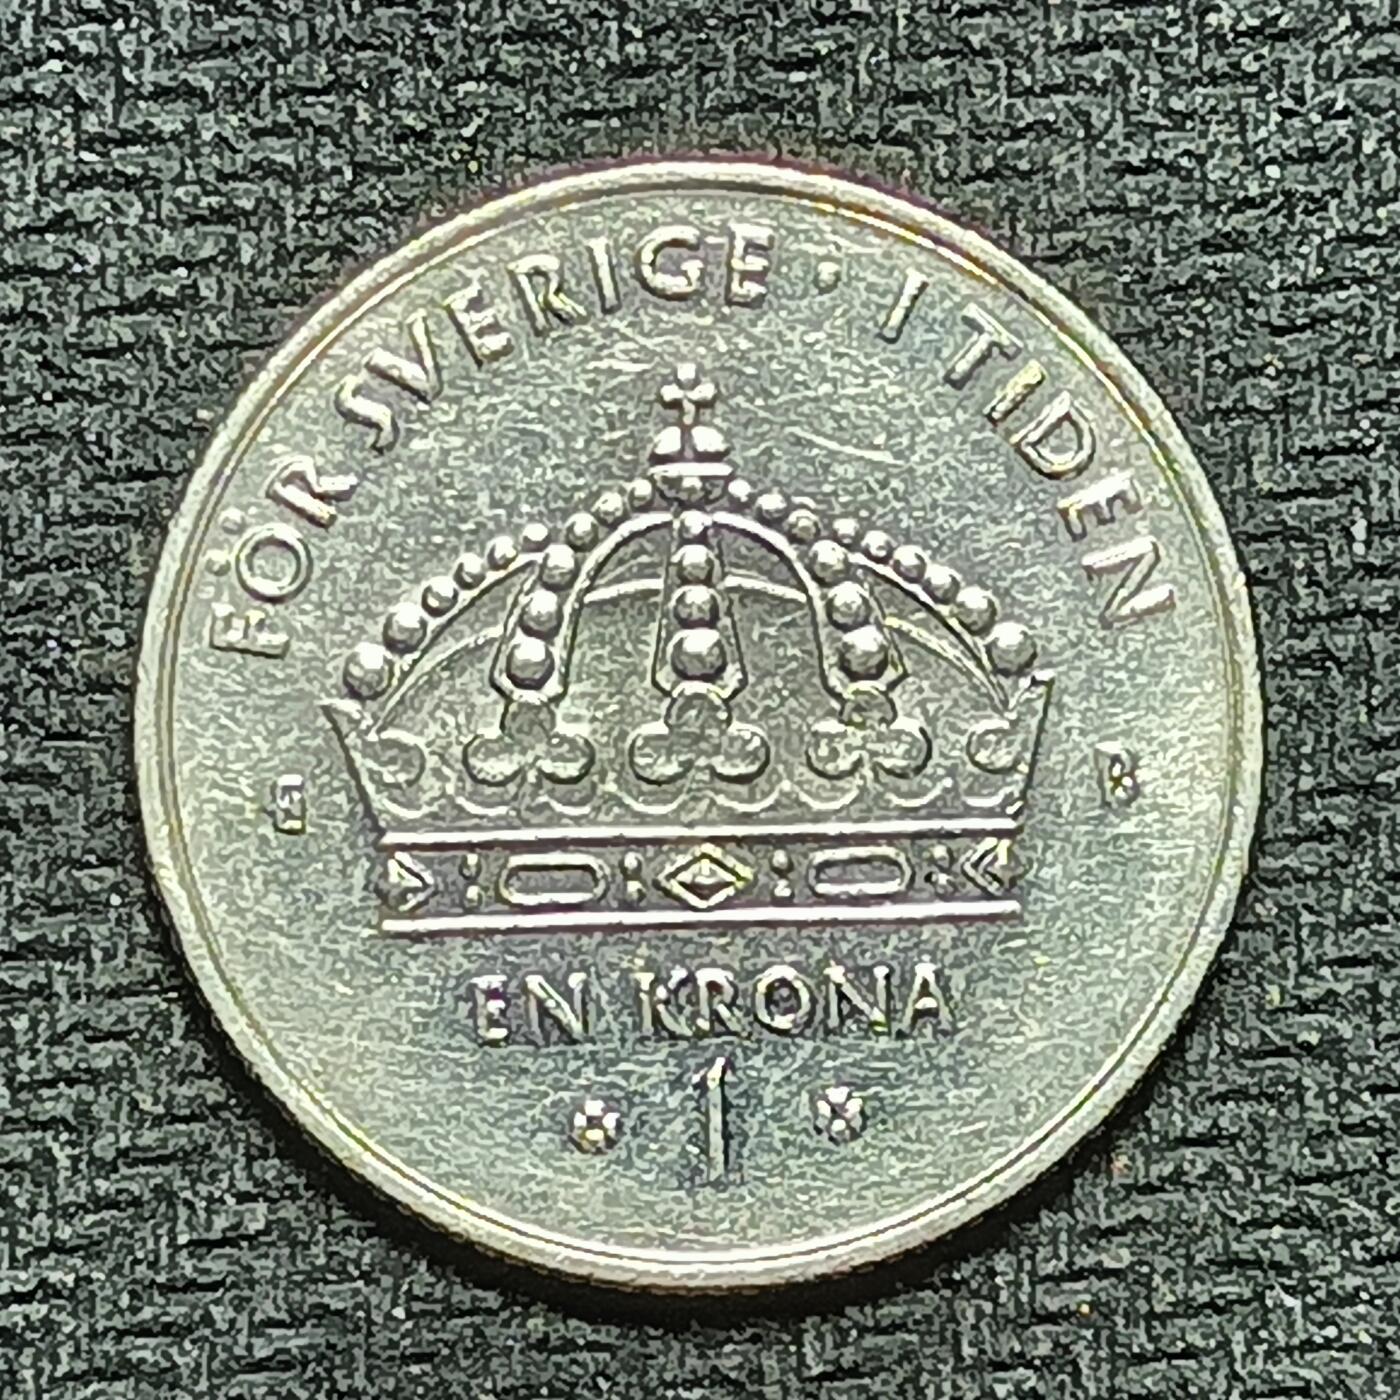 FÖR SVERIGE · I TIDEN
B
EN KRONA
1